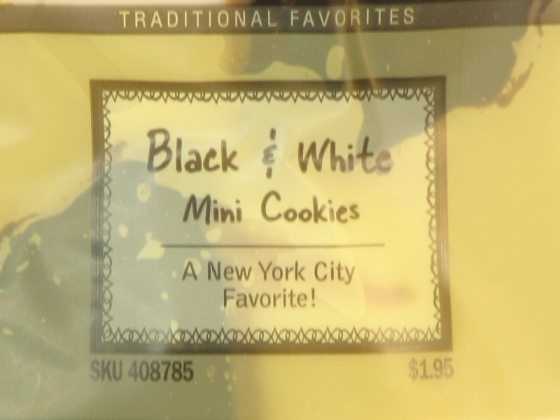 TRADITIONAL FAVORITES
Black & White
Mini Cookies
A New York City
Favorite!
SKU 408785
$1.95